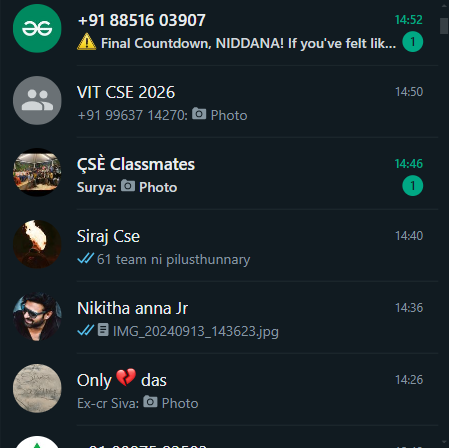 +91 88516 03907 14:52
⚠️ Final Countdown, NIDDANA! If you've felt lik... 1
VIT CSE 2026 14:50
+91 99637 14270: 📷 Photo
ÇSÈ Classmates 14:46
Surya: 📷 Photo 1
Siraj Cse 14:40
61 team ni pilusthunnary
Nikitha anna Jr 14:36
IMG_20240913_143623.jpg
Only 💔 das 14:26
Ex-cr Siva: 📷 Photo